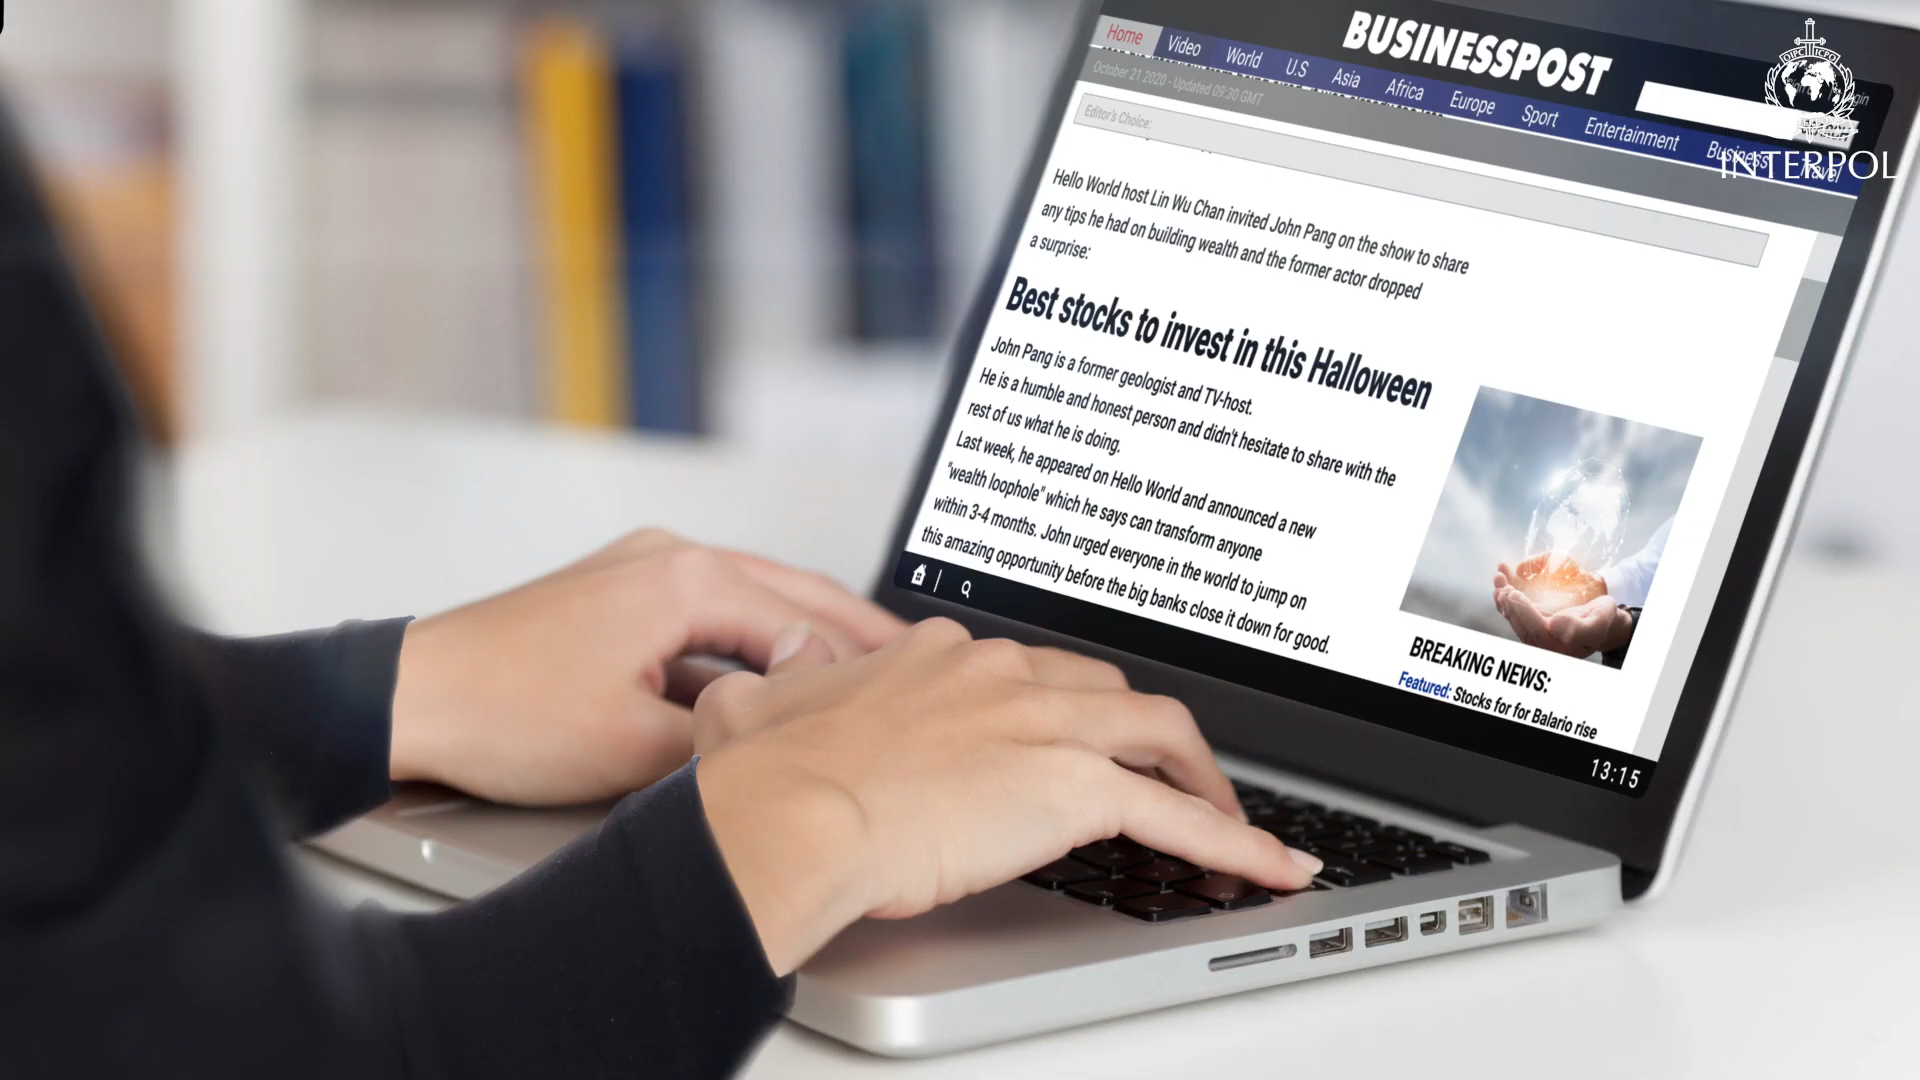 BUSINESSPOST
Home Video World U.S Asia Africa Europe Sport Entertainment Business Travel
October 21 2020 - Updated 09:30 GMT
Editor's Choice:
INTERPOL
Hello World host Lin Wu Chan invited John Pang on the show to share
any tips he had on building wealth and the former actor dropped
a surprise:
Best stocks to invest in this Halloween
John Pang is a former geologist and TV-host.
He is a humble and honest person and didn't hesitate to share with the
rest of us what he is doing.
Last week, he appeared on Hello World and announced a new
"wealth loophole" which he says can transform anyone
within 3-4 months. John urged everyone in the world to jump on
this amazing opportunity before the big banks close it down for good.
BREAKING NEWS:
Featured: Stocks for for Balario rise
13:15